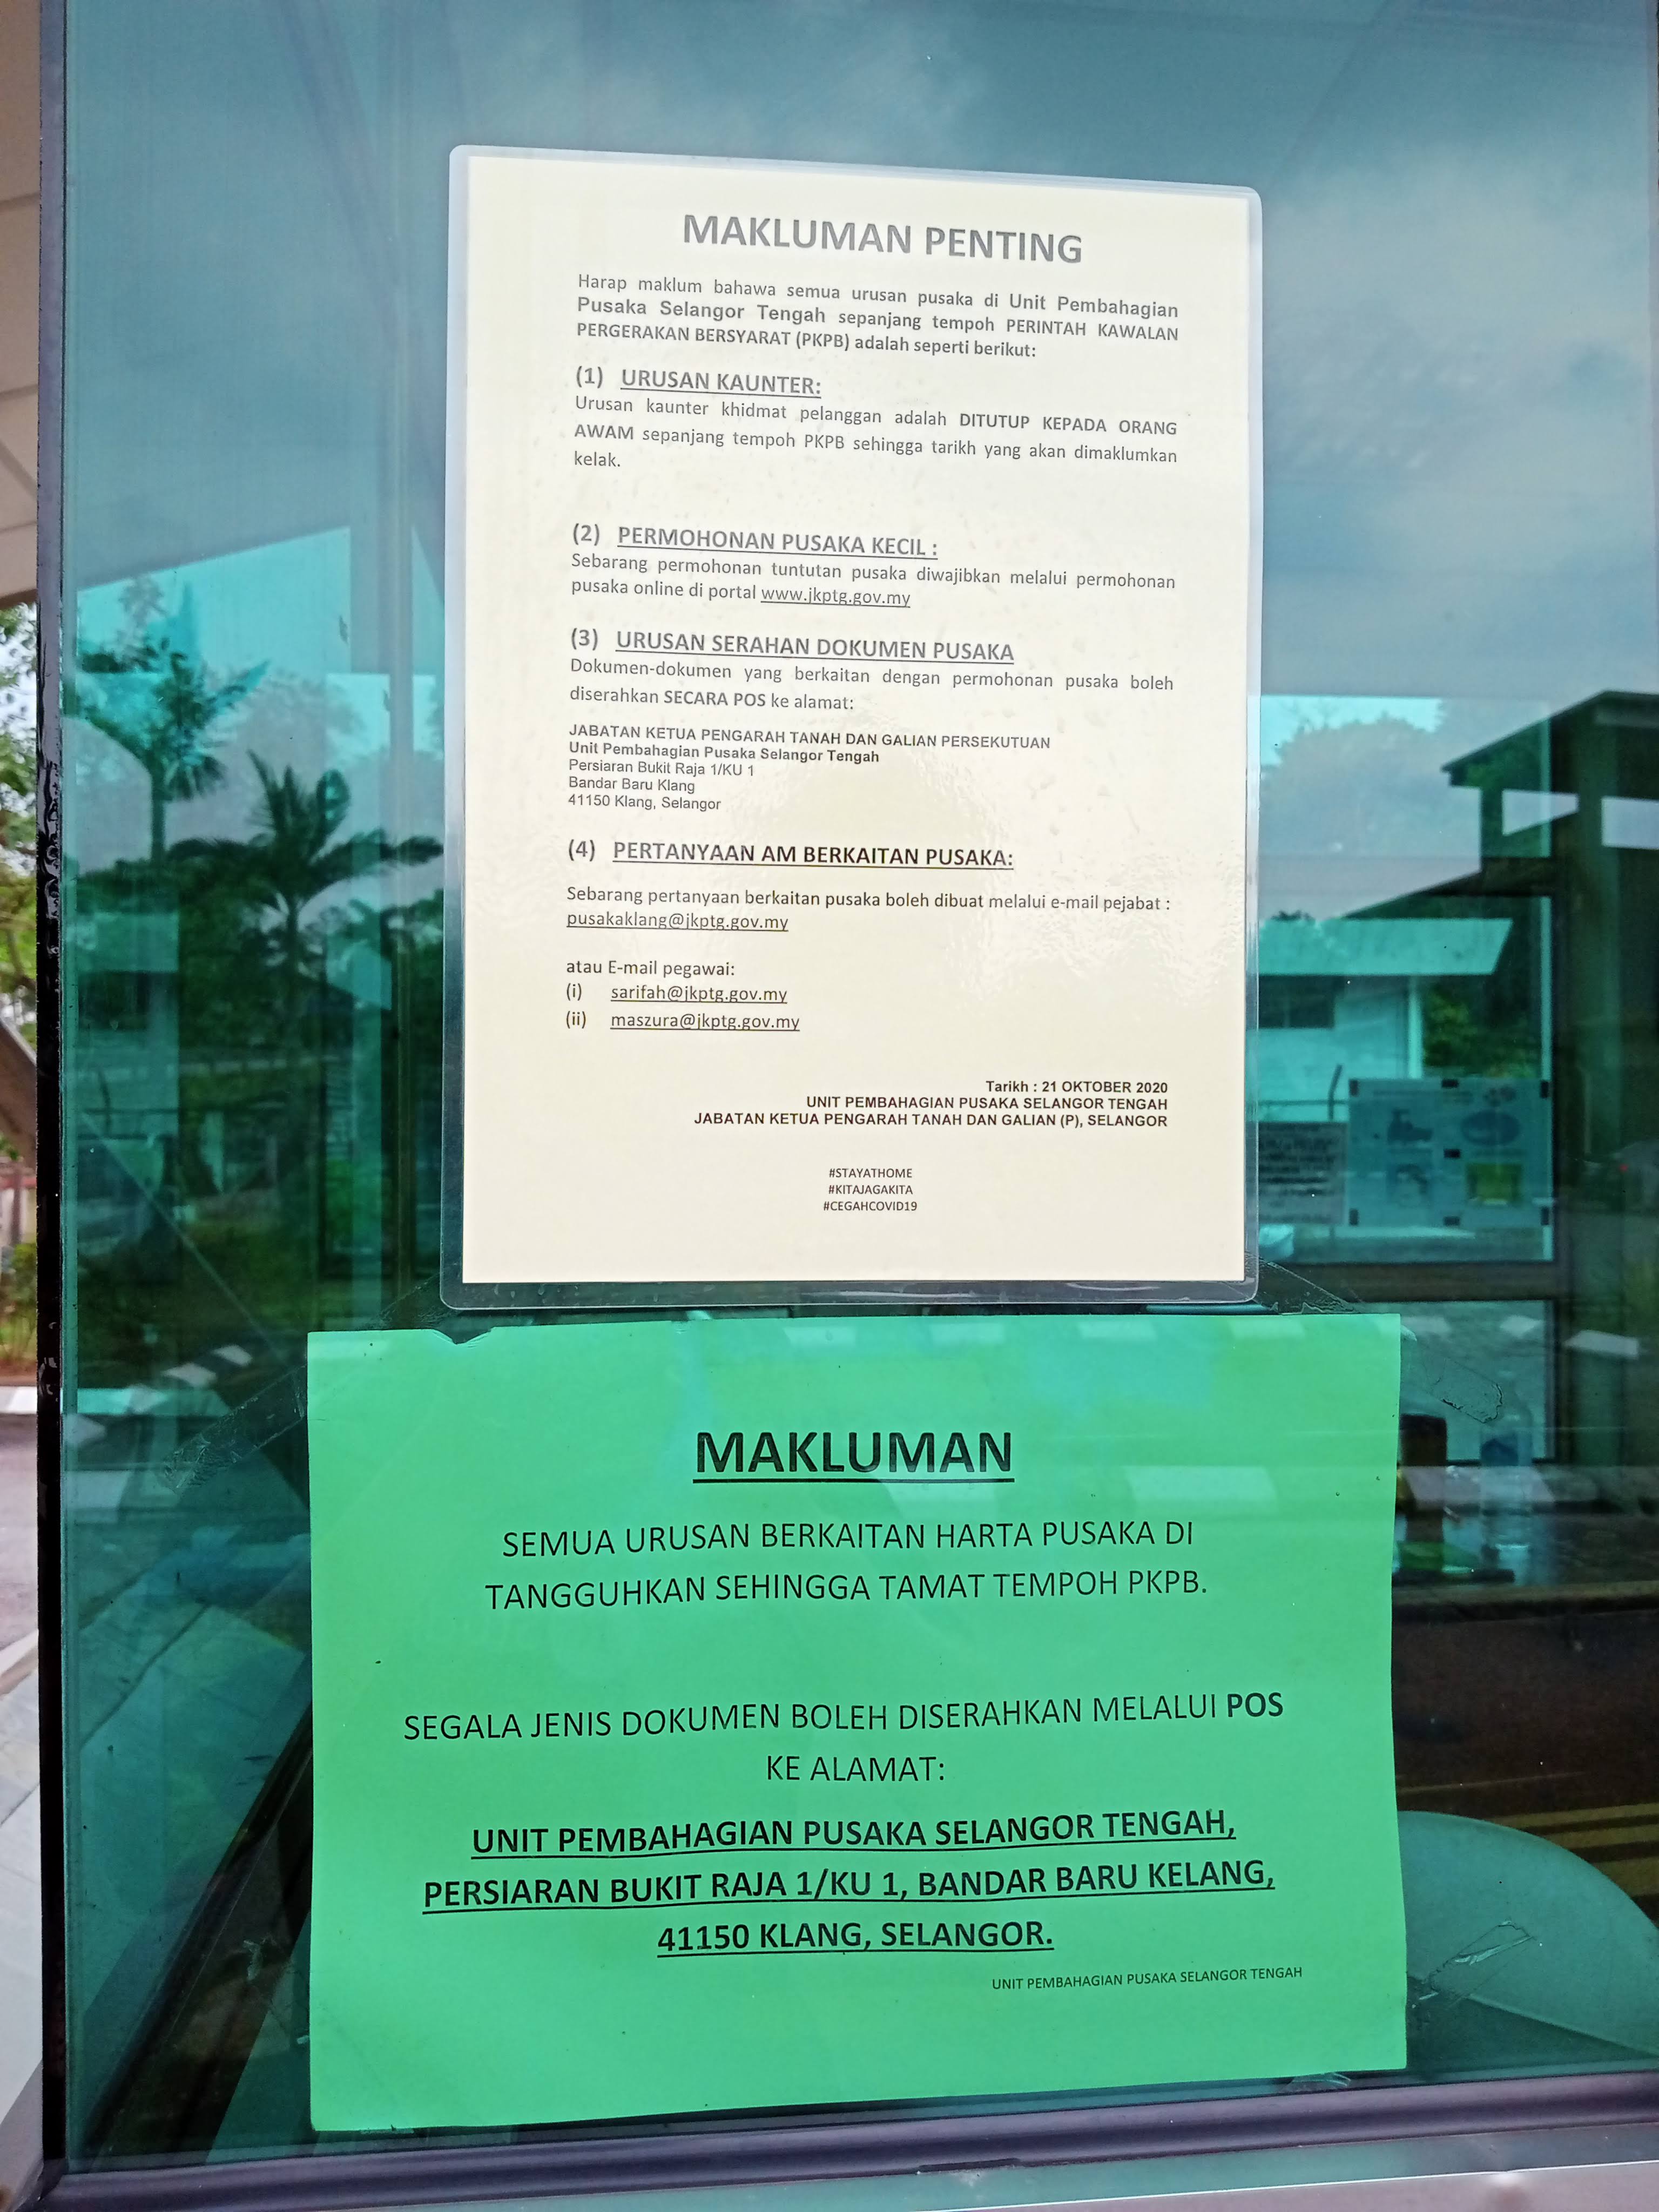 MAKLUMAN PENTING
Harap maklum bahawa semua urusan pusaka di Unit Pembahagian
Pusaka Selangor Tengah sepanjang tempoh PERINTAH KAWALAN
PERGERAKAN BERSYARAT (PKPB) adalah seperti berikut:
(1) URUSAN KAUNTER:
Urusan kaunter khidmat pelanggan adalah DITUTUP KEPADA ORANG
AWAM sepanjang tempoh PKPB sehingga tarikh yang akan dimaklumkan
kelak.
(2) PERMOHONAN PUSAKA KECIL :
Sebarang permohonan tuntutan pusaka diwajibkan melalui permohonan
pusaka online di portal www.jkptg.gov.my
(3) URUSAN SERAHAN DOKUMEN PUSAKA
Dokumen-dokumen yang berkaitan dengan permohonan pusaka boleh
diserahkan SECARA POS ke alamat:
JABATAN KETUA PENGARAH TANAH DAN GALIAN PERSEKUTUAN
Unit Pembahagian Pusaka Selangor Tengah
Persiaran Bukit Raja 1/KU 1
Bandar Baru Klang
41150 Klang, Selangor
(4) PERTANYAAN AM BERKAITAN PUSAKA:
Sebarang pertanyaan berkaitan pusaka boleh dibuat melalui e-mail pejabat :
pusakaklang@jkptg.gov.my
atau E-mail pegawai:
(i) sarifah@jkptg.gov.my
(ii) maszura@jkptg.gov.my
Tarikh : 21 OKTOBER 2020
UNIT PEMBAHAGIAN PUSAKA SELANGOR TENGAH
JABATAN KETUA PENGARAH TANAH DAN GALIAN (P), SELANGOR
#STAYATHOME
#KITAJAGAKITA
#CEGAHCOVID19
MAKLUMAN
SEMUA URUSAN BERKAITAN HARTA PUSAKA DI
TANGGUHKAN SEHINGGA TAMAT TEMPOH PKPB.
SEGALA JENIS DOKUMEN BOLEH DISERAHKAN MELALUI POS
KE ALAMAT:
UNIT PEMBAHAGIAN PUSAKA SELANGOR TENGAH,
PERSIARAN BUKIT RAJA 1/KU 1, BANDAR BARU KELANG,
41150 KLANG, SELANGOR.
UNIT PEMBAHAGIAN PUSAKA SELANGOR TENGAH